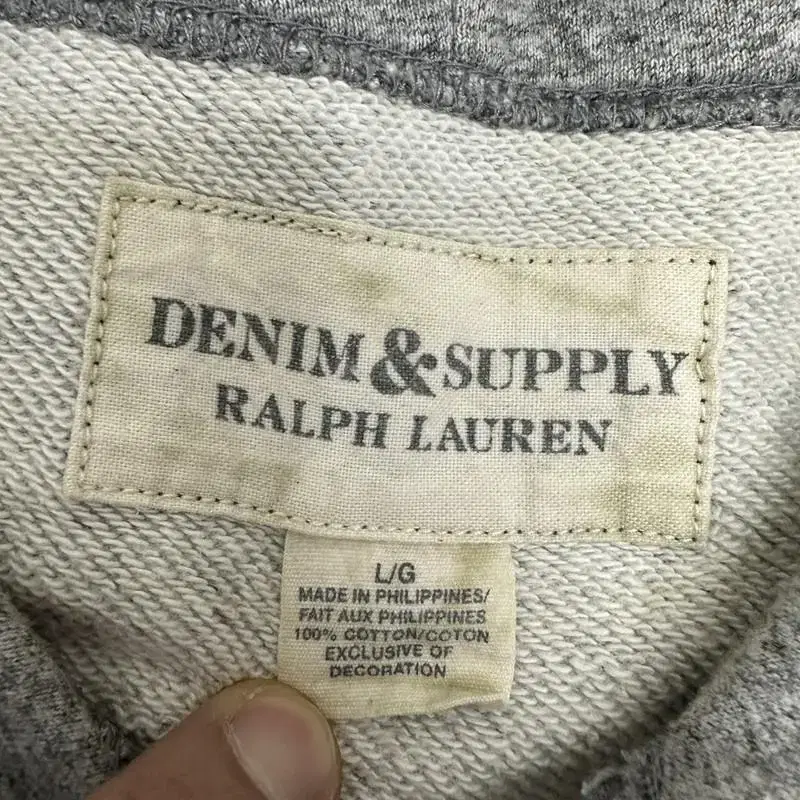 DENIM & SUPPLY
RALPH LAUREN
L/G
MADE IN PHILIPPINES/
FAIT AUX PHILIPPINES
100% COTTON/COTON
EXCLUSIVE OF
DECORATION